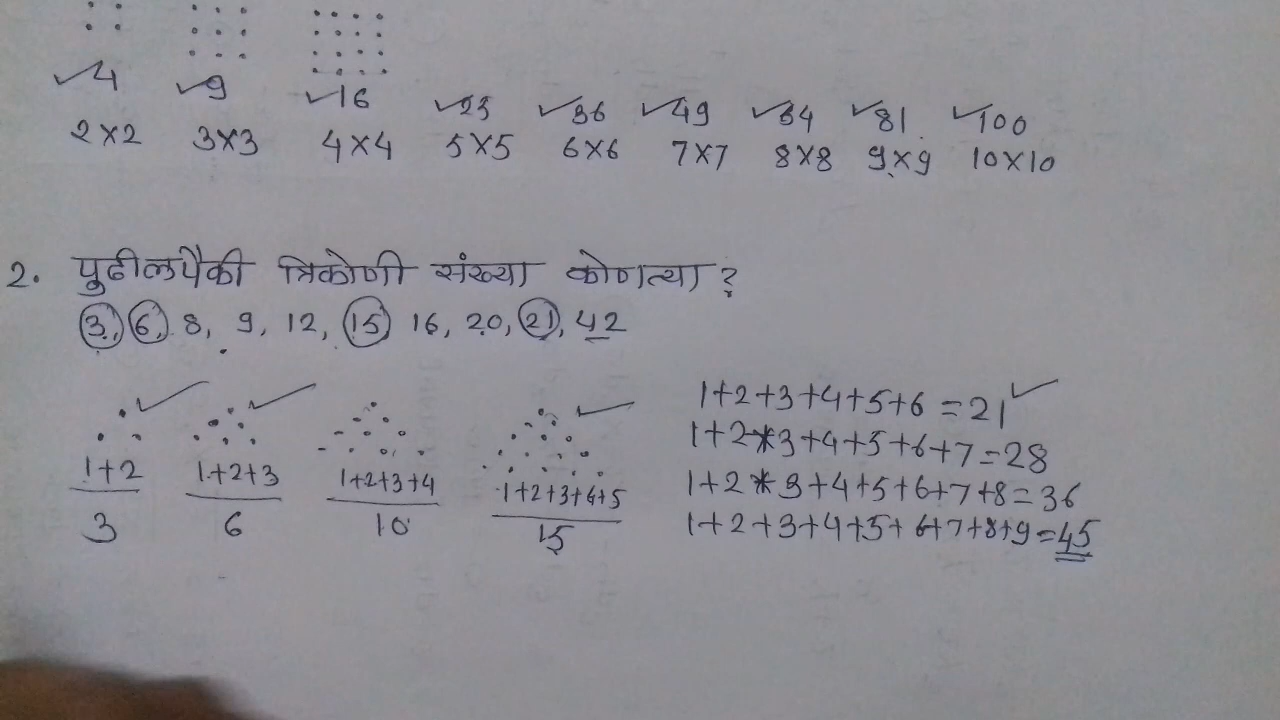 4 9 16 25 36 49 64 81 100
2×2 3×3 4×4 5×5 6×6 7×7 8×8 9×9 10×10
2. पुढीलपैकी त्रिकोणी संख्या कोणत्या ?
3, 6, 8, 9, 12, 15 16, 20, 21, 42
1+2 1+2+3 1+2+3+4 1+2+3+4+5
3 6 10 15
1+2+3+4+5+6 = 21
1+2+3+4+5+6+7=28
1+2+3+4+5+6+7+8=36
1+2+3+4+5+6+7+8+9=45